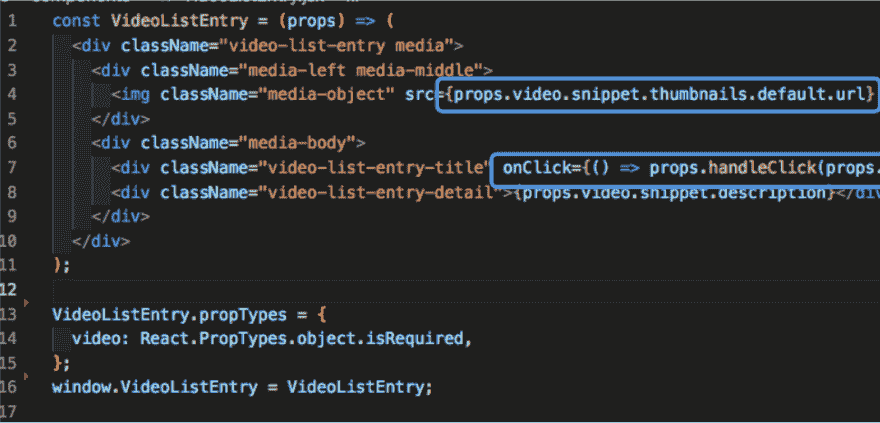 1 const VideoListEntry = (props) => (
2 <div className="video-list-entry media">
3 <div className="media-left media-middle">
4 <img className="media-object" src={props.video.snippet.thumbnails.default.url}
5 </div>
6 <div className="media-body">
7 <div className="video-list-entry-title" onClick={() => props.handleClick(props.
8 <div className="video-list-entry-detail">{props.video.snippet.description}</div
9 </div>
10 </div>
11 );
12
13 VideoListEntry.propTypes = {
14 video: React.PropTypes.object.isRequired,
15 };
16 window.VideoListEntry = VideoListEntry;
17